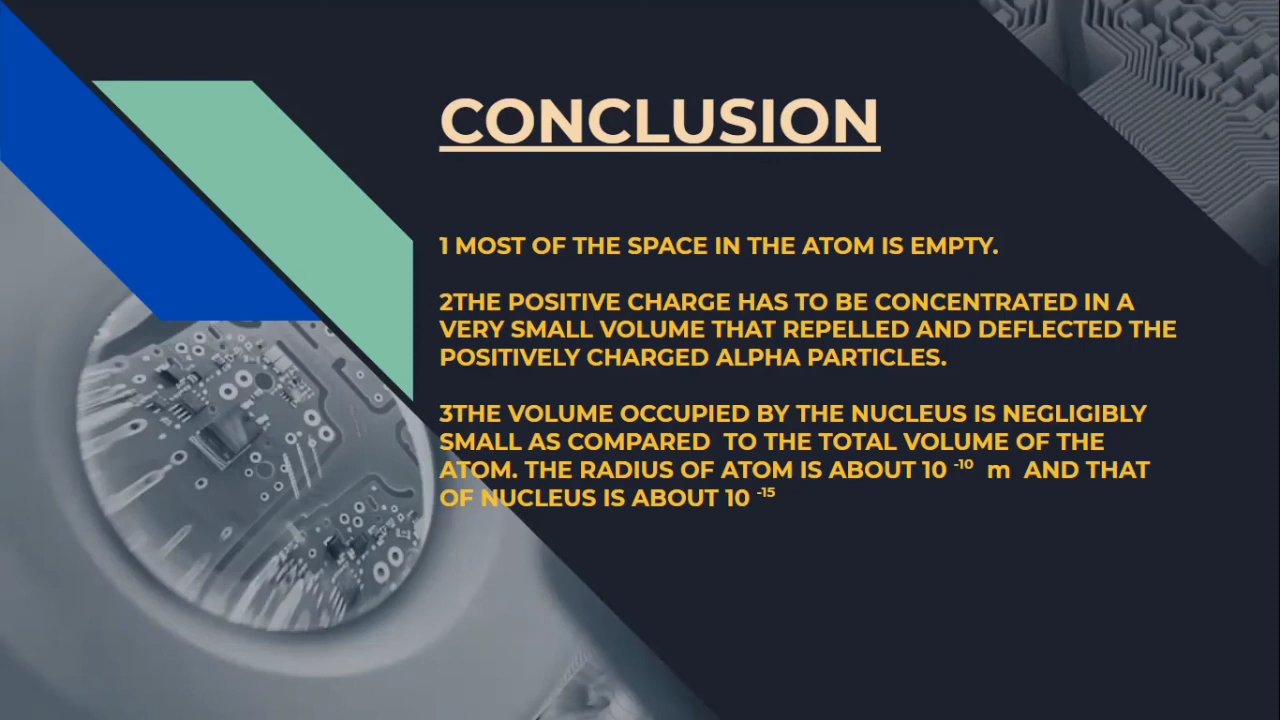 CONCLUSION
1 MOST OF THE SPACE IN THE ATOM IS EMPTY.
2THE POSITIVE CHARGE HAS TO BE CONCENTRATED IN A
VERY SMALL VOLUME THAT REPELLED AND DEFLECTED THE
POSITIVELY CHARGED ALPHA PARTICLES.
3THE VOLUME OCCUPIED BY THE NUCLEUS IS NEGLIGIBLY
SMALL AS COMPARED  TO THE TOTAL VOLUME OF THE
ATOM. THE RADIUS OF ATOM IS ABOUT 10 ⁻¹⁰  m  AND THAT
OF NUCLEUS IS ABOUT 10 ⁻¹⁵